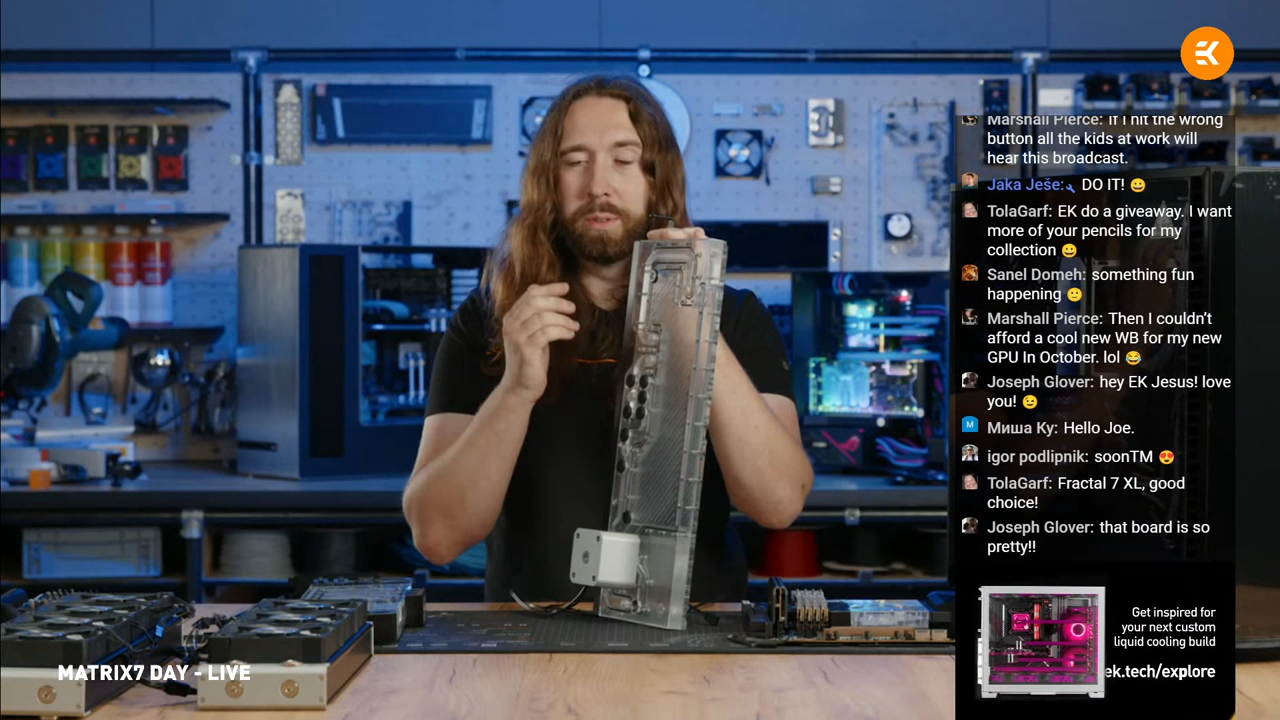 EK
Marshall Pierce: If I hit the wrong
button all the kids at work will
hear this broadcast.
Jaka Ješe: DO IT! 😀
TolaGarf: EK do a giveaway. I want
more of your pencils for my
collection 😀
Sanel Domeh: something fun
happening 🙂
Marshall Pierce: Then I couldn't
afford a cool new WB for my new
GPU In October. lol 😂
Joseph Glover: hey EK Jesus! love
you! 😉
M
Миша Ку: Hello Joe.
igor podlipnik: soonTM 😍
TolaGarf: Fractal 7 XL, good
choice!
Joseph Glover: that board is so
pretty!!
Get inspired for
your next custom
liquid cooling build
ek.tech/explore
MATRIX7 DAY - LIVE